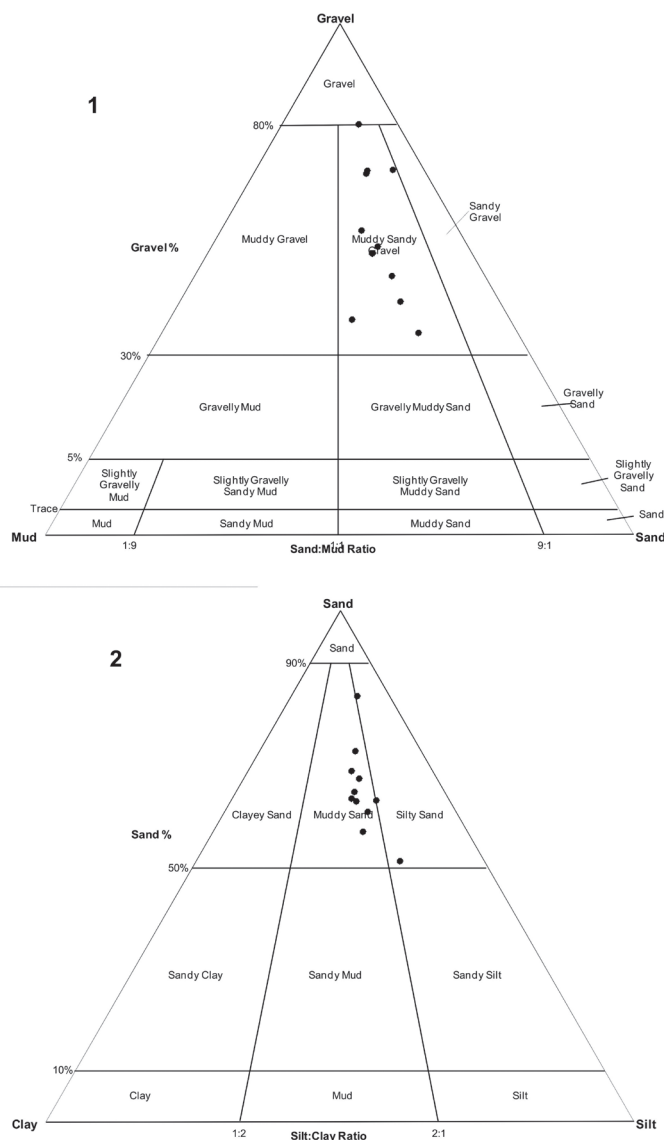 Gravel
Gravel
1
80%
Sandy
Gravel
Gravel %
Muddy Gravel
Muddy Sandy
Gravel
30%
Gravelly Mud
Gravelly Muddy Sand
Gravelly
Sand
5%
Slightly
Gravelly
Mud
Slightly Gravelly
Sandy Mud
Slightly Gravelly
Muddy Sand
Slightly
Gravelly
Sand
Trace
Mud
Sandy Mud
Muddy Sand
Sand
Mud
Sand
1:9
1:1
9:1
Sand:Mud Ratio
Sand
2
Sand
90%
Clayey Sand
Muddy Sand
Silty Sand
Sand %
50%
Sandy Clay
Sandy Mud
Sandy Silt
10%
Clay
Mud
Silt
Clay
Silt
1:2
2:1
Silt:Clay Ratio